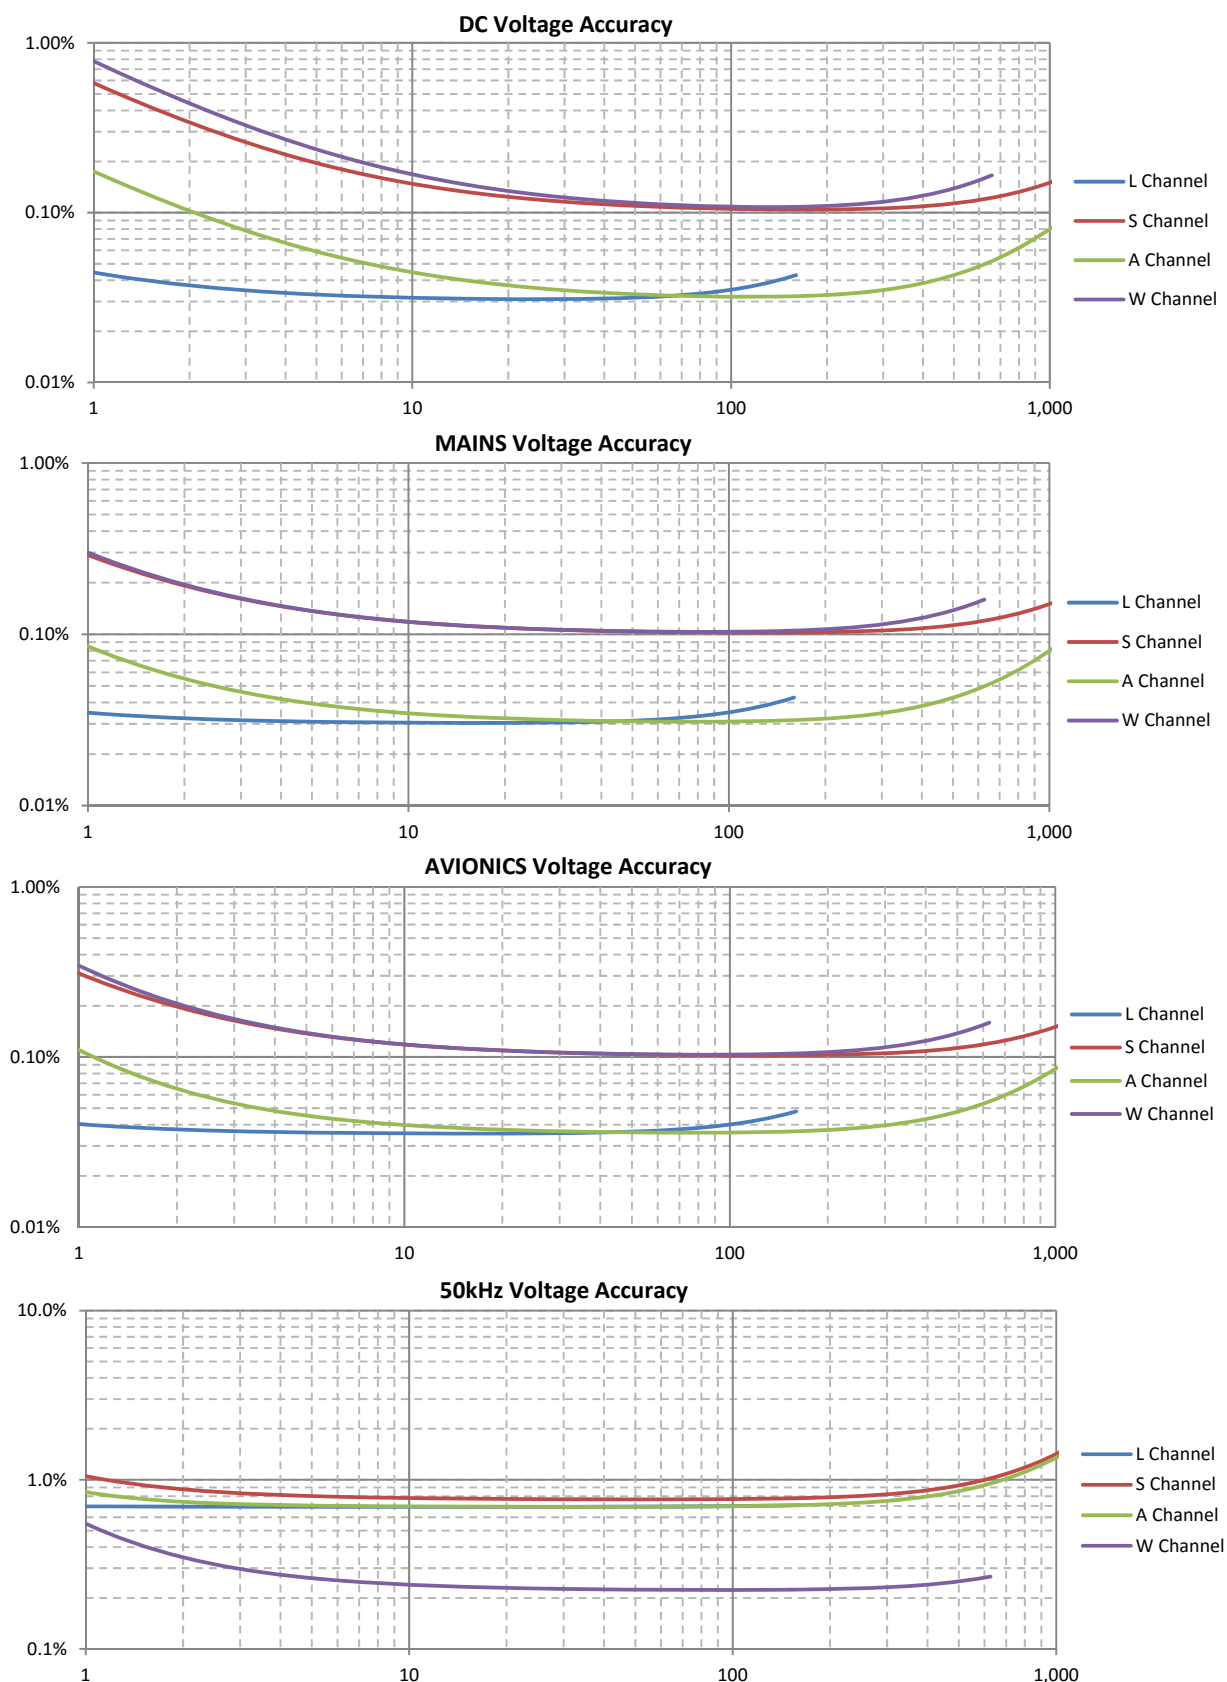 DC Voltage Accuracy
1.00%
0.10%
0.01%
1 10 100 1,000
L Channel
S Channel
A Channel
W Channel
MAINS Voltage Accuracy
1.00%
0.10%
0.01%
1 10 100 1,000
L Channel
S Channel
A Channel
W Channel
AVIONICS Voltage Accuracy
1.00%
0.10%
0.01%
1 10 100 1,000
L Channel
S Channel
A Channel
W Channel
50kHz Voltage Accuracy
10.0%
1.0%
0.1%
1 10 100 1,000
L Channel
S Channel
A Channel
W Channel